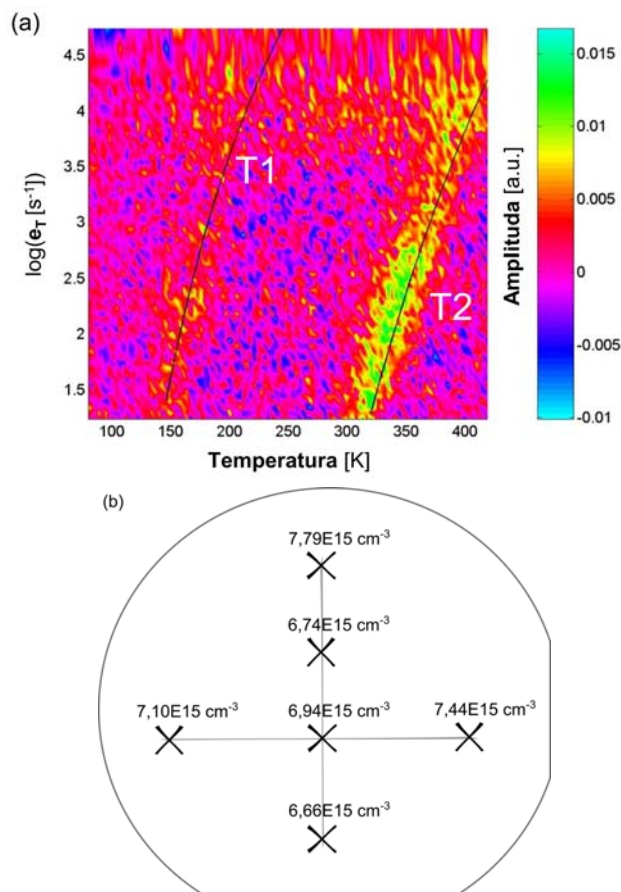 (a)
4.5
4
3.5
3
2.5
2
1.5
log(e_T [s⁻¹])
T1
T2
100 150 200 250 300 350 400
Temperatura [K]
0.015
0.01
0.005
0
-0.005
-0.01
Amplituda [a.u.]
(b)
7,79E15 cm⁻³
6,74E15 cm⁻³
7,10E15 cm⁻³ 6,94E15 cm⁻³ 7,44E15 cm⁻³
6,66E15 cm⁻³